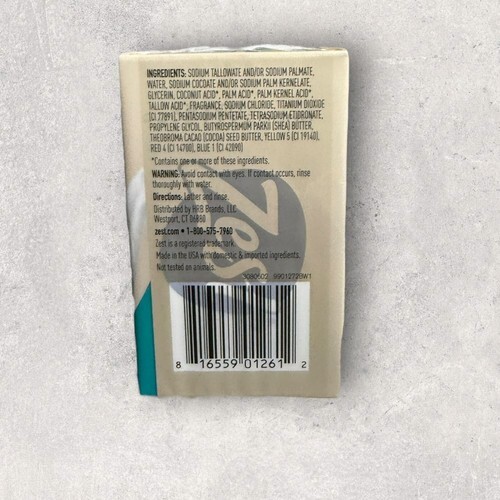 INGREDIENTS: SODIUM TALLOWATE AND/OR SODIUM PALMATE,
WATER, SODIUM COCOATE AND/OR SODIUM PALM KERNELATE,
GLYCERIN, COCONUT ACID*, PALM ACID*, PALM KERNEL ACID*,
TALLOW ACID*, FRAGRANCE, SODIUM CHLORIDE, TITANIUM DIOXIDE
(CI 77891), PENTASODIUM PENTETATE, TETRASODIUM ETIDRONATE,
PROPYLENE GLYCOL, BUTYROSPERMUM PARKII (SHEA) BUTTER,
THEOBROMA CACAO (COCOA) SEED BUTTER, YELLOW 5 (CI 19140),
RED 4 (CI 14700), BLUE 1 (CI 42090)
*Contains one or more of these ingredients.
WARNING: Avoid contact with eyes. If contact occurs, rinse
thoroughly with water.
Directions: Lather and rinse.
Distributed by HRB Brands, LLC
Westport, CT 06880
zest.com • 1-800-575-7960
Zest is a registered trademark.
Made in the USA with domestic & imported ingredients.
Not tested on animals.
Zest
8 16559 01261 2